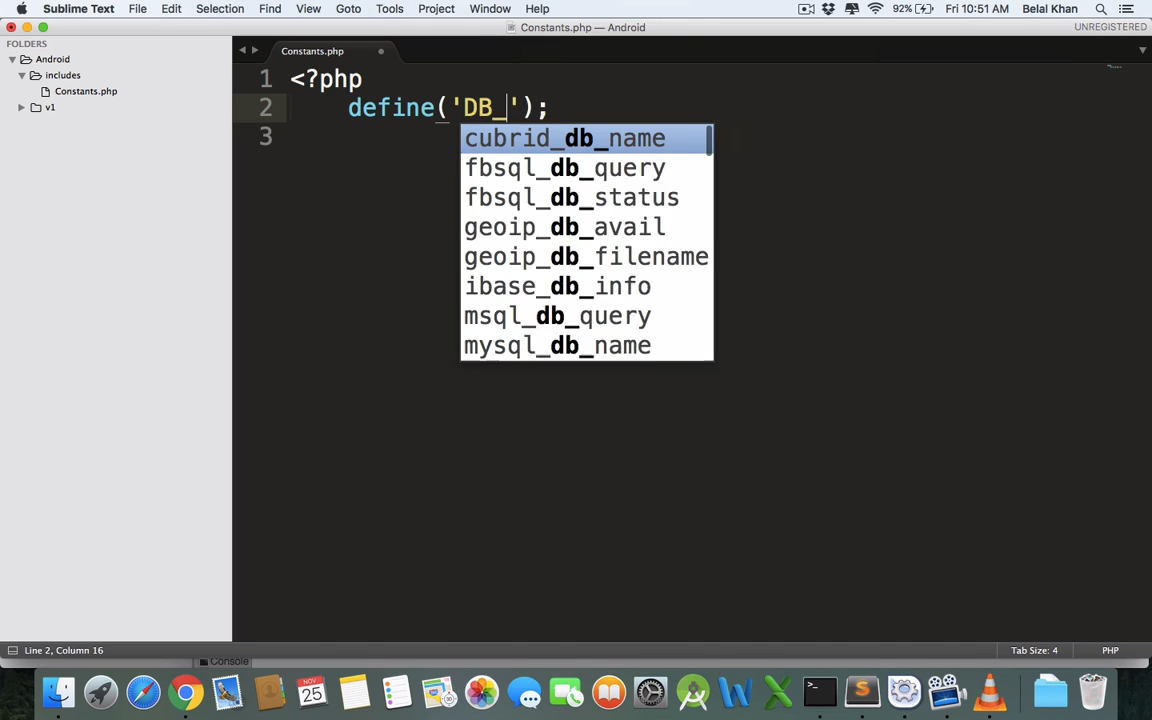 Sublime Text File Edit Selection Find View Goto Tools Project Window Help 92% Fri 10:51 AM Belal Khan
Constants.php — Android UNREGISTERED
FOLDERS
Android
includes
Constants.php
v1
Constants.php
1 <?php
2 define('DB_');
3
cubrid_db_name
fbsql_db_query
fbsql_db_status
geoip_db_avail
geoip_db_filename
ibase_db_info
msql_db_query
mysql_db_name
Line 2, Column 16 Tab Size: 4 PHP
Console
NOV
25